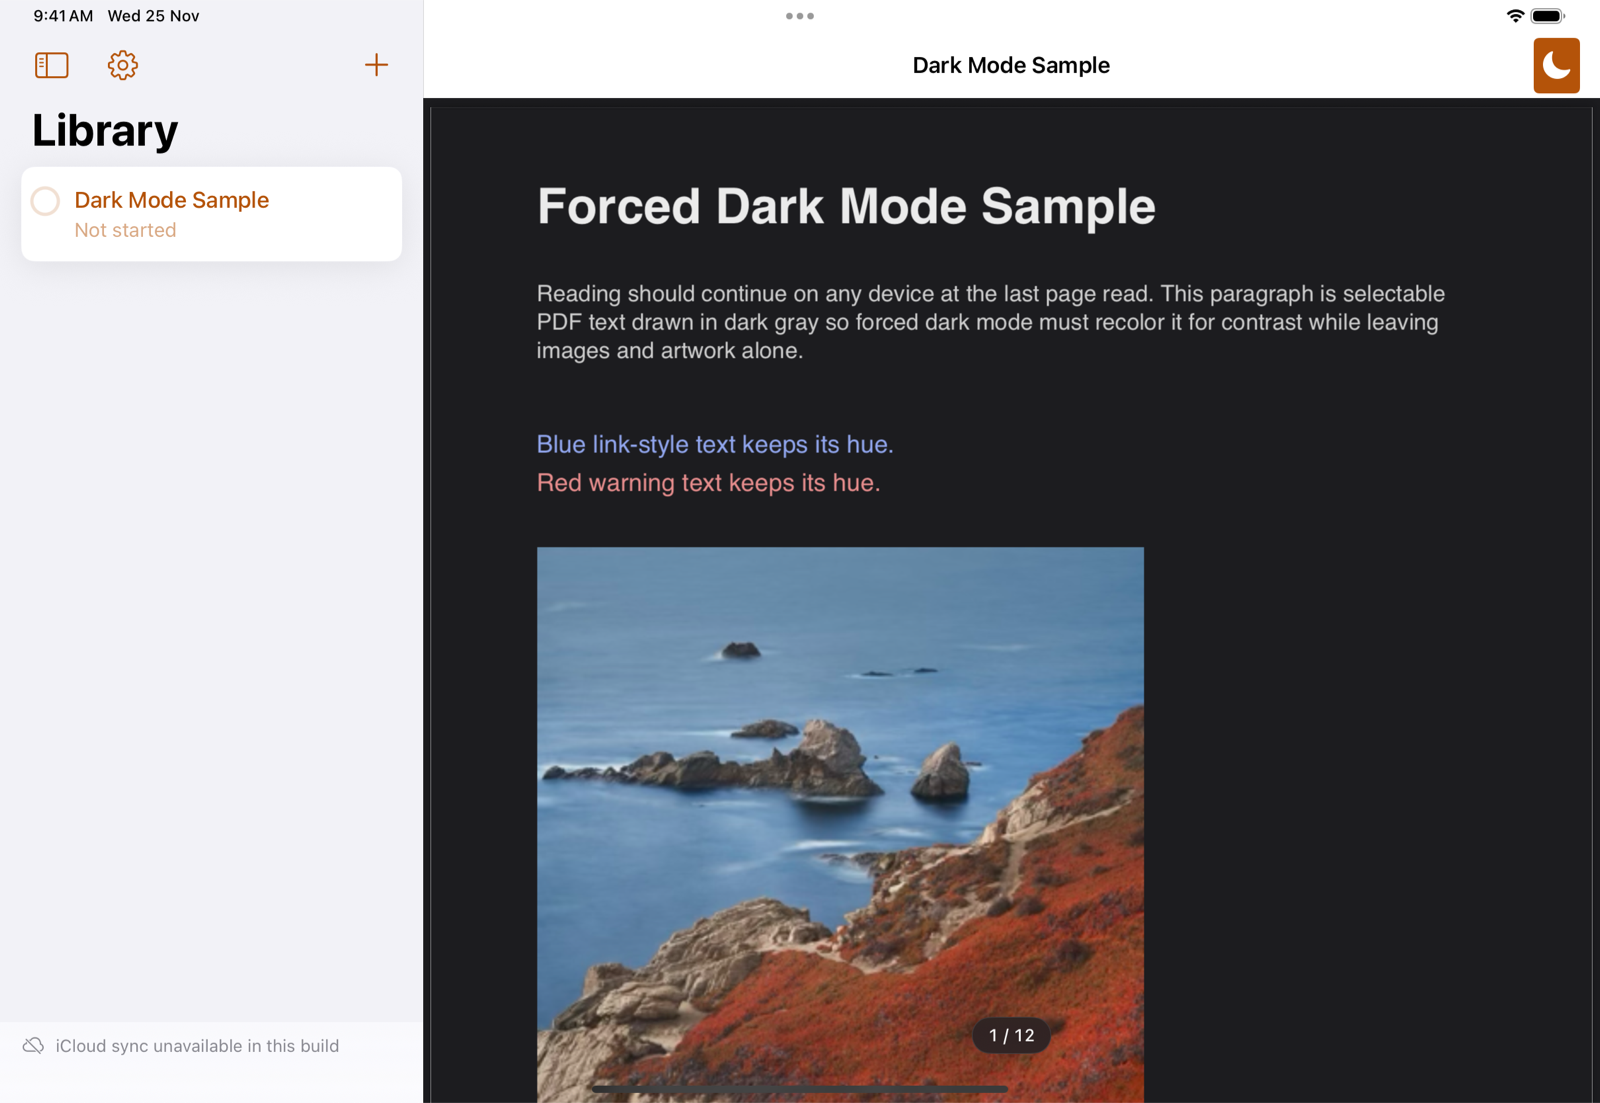 9:41 AM Wed 25 Nov
Library
Dark Mode Sample
Not started
iCloud sync unavailable in this build
Dark Mode Sample
Forced Dark Mode Sample
Reading should continue on any device at the last page read. This paragraph is selectable
PDF text drawn in dark gray so forced dark mode must recolor it for contrast while leaving
images and artwork alone.
Blue link-style text keeps its hue.
Red warning text keeps its hue.
1 / 12